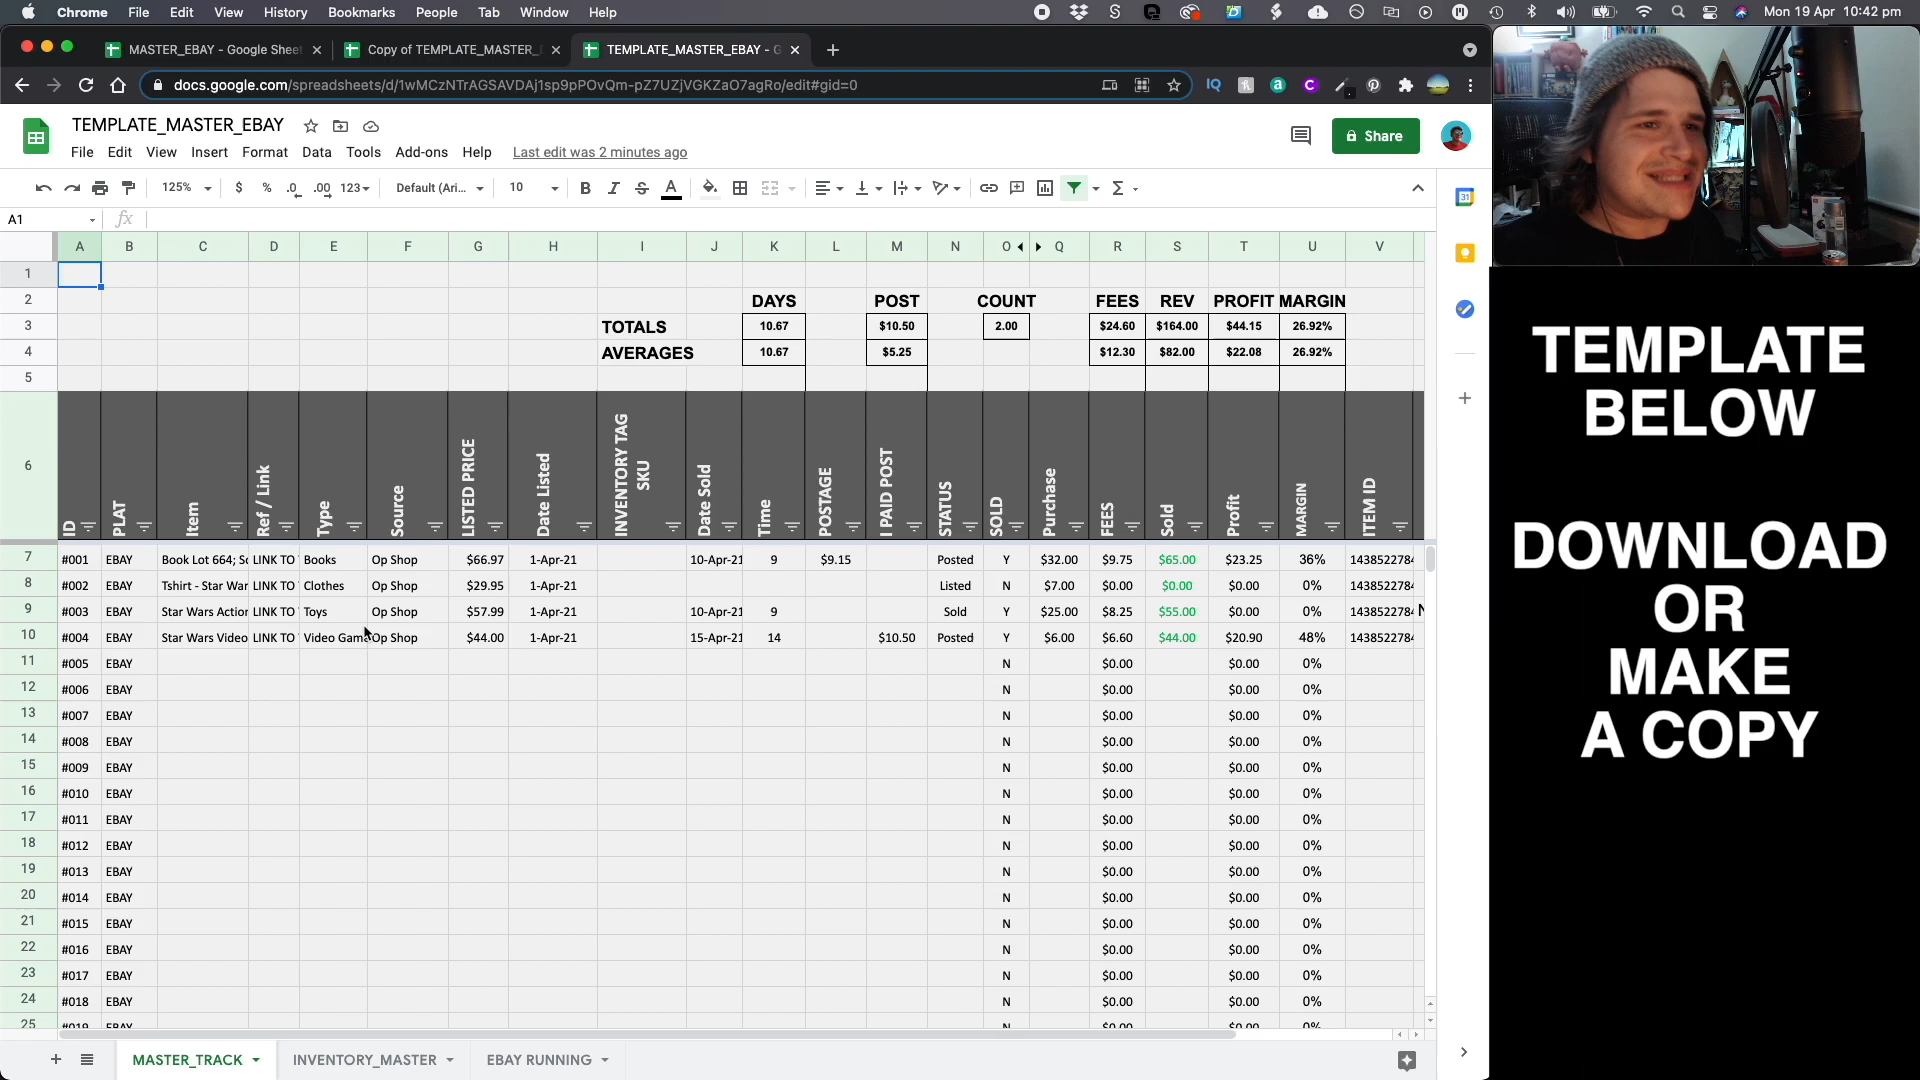 Chrome File Edit View History Bookmarks People Tab Window Help Mon 19 Apr 10:42 pm
MASTER_EBAY - Google Sheet Copy of TEMPLATE_MASTER_ TEMPLATE_MASTER_EBAY - G
docs.google.com/spreadsheets/d/1wMCzNTrAGSAVDAj1sp9pPOvQm-pZ7UZjVGKZaO7agRo/edit#gid=0
TEMPLATE_MASTER_EBAY
Share
File Edit View Insert Format Data Tools Add-ons Help Last edit was 2 minutes ago
125% $ % .0 .00 123 Default (Ari... 10 B I S A Σ
A1 fx
A B C D E F G H I J K L M N O Q R S T U V
1
2 DAYS POST COUNT FEES REV PROFIT MARGIN
3 TOTALS 10.67 $10.50 2.00 $24.60 $164.00 $44.15 26.92%
4 AVERAGES 10.67 $5.25 $12.30 $82.00 $22.08 26.92%
5
6 ID PLAT Item Ref / Link Type Source LISTED PRICE Date Listed INVENTORY TAG SKU Date Sold Time POSTAGE I PAID POST STATUS SOLD Purchase FEES Sold Profit MARGIN ITEM ID
7 #001 EBAY Book Lot 664; Sc LINK TO Books Op Shop $66.97 1-Apr-21 10-Apr-21 9 $9.15 Posted Y $32.00 $9.75 $65.00 $23.25 36% 1438522784
8 #002 EBAY Tshirt - Star War LINK TO Clothes Op Shop $29.95 1-Apr-21 Listed N $7.00 $0.00 $0.00 $0.00 0% 1438522784
9 #003 EBAY Star Wars Action LINK TO Toys Op Shop $57.99 1-Apr-21 10-Apr-21 9 Sold Y $25.00 $8.25 $55.00 $0.00 0% 1438522784 N
10 #004 EBAY Star Wars Video LINK TO Video Game Op Shop $44.00 1-Apr-21 15-Apr-21 14 $10.50 Posted Y $6.00 $6.60 $44.00 $20.90 48% 1438522784
11 #005 EBAY N $0.00 $0.00 0%
12 #006 EBAY N $0.00 $0.00 0%
13 #007 EBAY N $0.00 $0.00 0%
14 #008 EBAY N $0.00 $0.00 0%
15 #009 EBAY N $0.00 $0.00 0%
16 #010 EBAY N $0.00 $0.00 0%
17 #011 EBAY N $0.00 $0.00 0%
18 #012 EBAY N $0.00 $0.00 0%
19 #013 EBAY N $0.00 $0.00 0%
20 #014 EBAY N $0.00 $0.00 0%
21 #015 EBAY N $0.00 $0.00 0%
22 #016 EBAY N $0.00 $0.00 0%
23 #017 EBAY N $0.00 $0.00 0%
24 #018 EBAY N $0.00 $0.00 0%
25 #019 EBAY N $0.00 $0.00 0%
MASTER_TRACK INVENTORY_MASTER EBAY RUNNING
TEMPLATE
BELOW
DOWNLOAD
OR
MAKE
A COPY